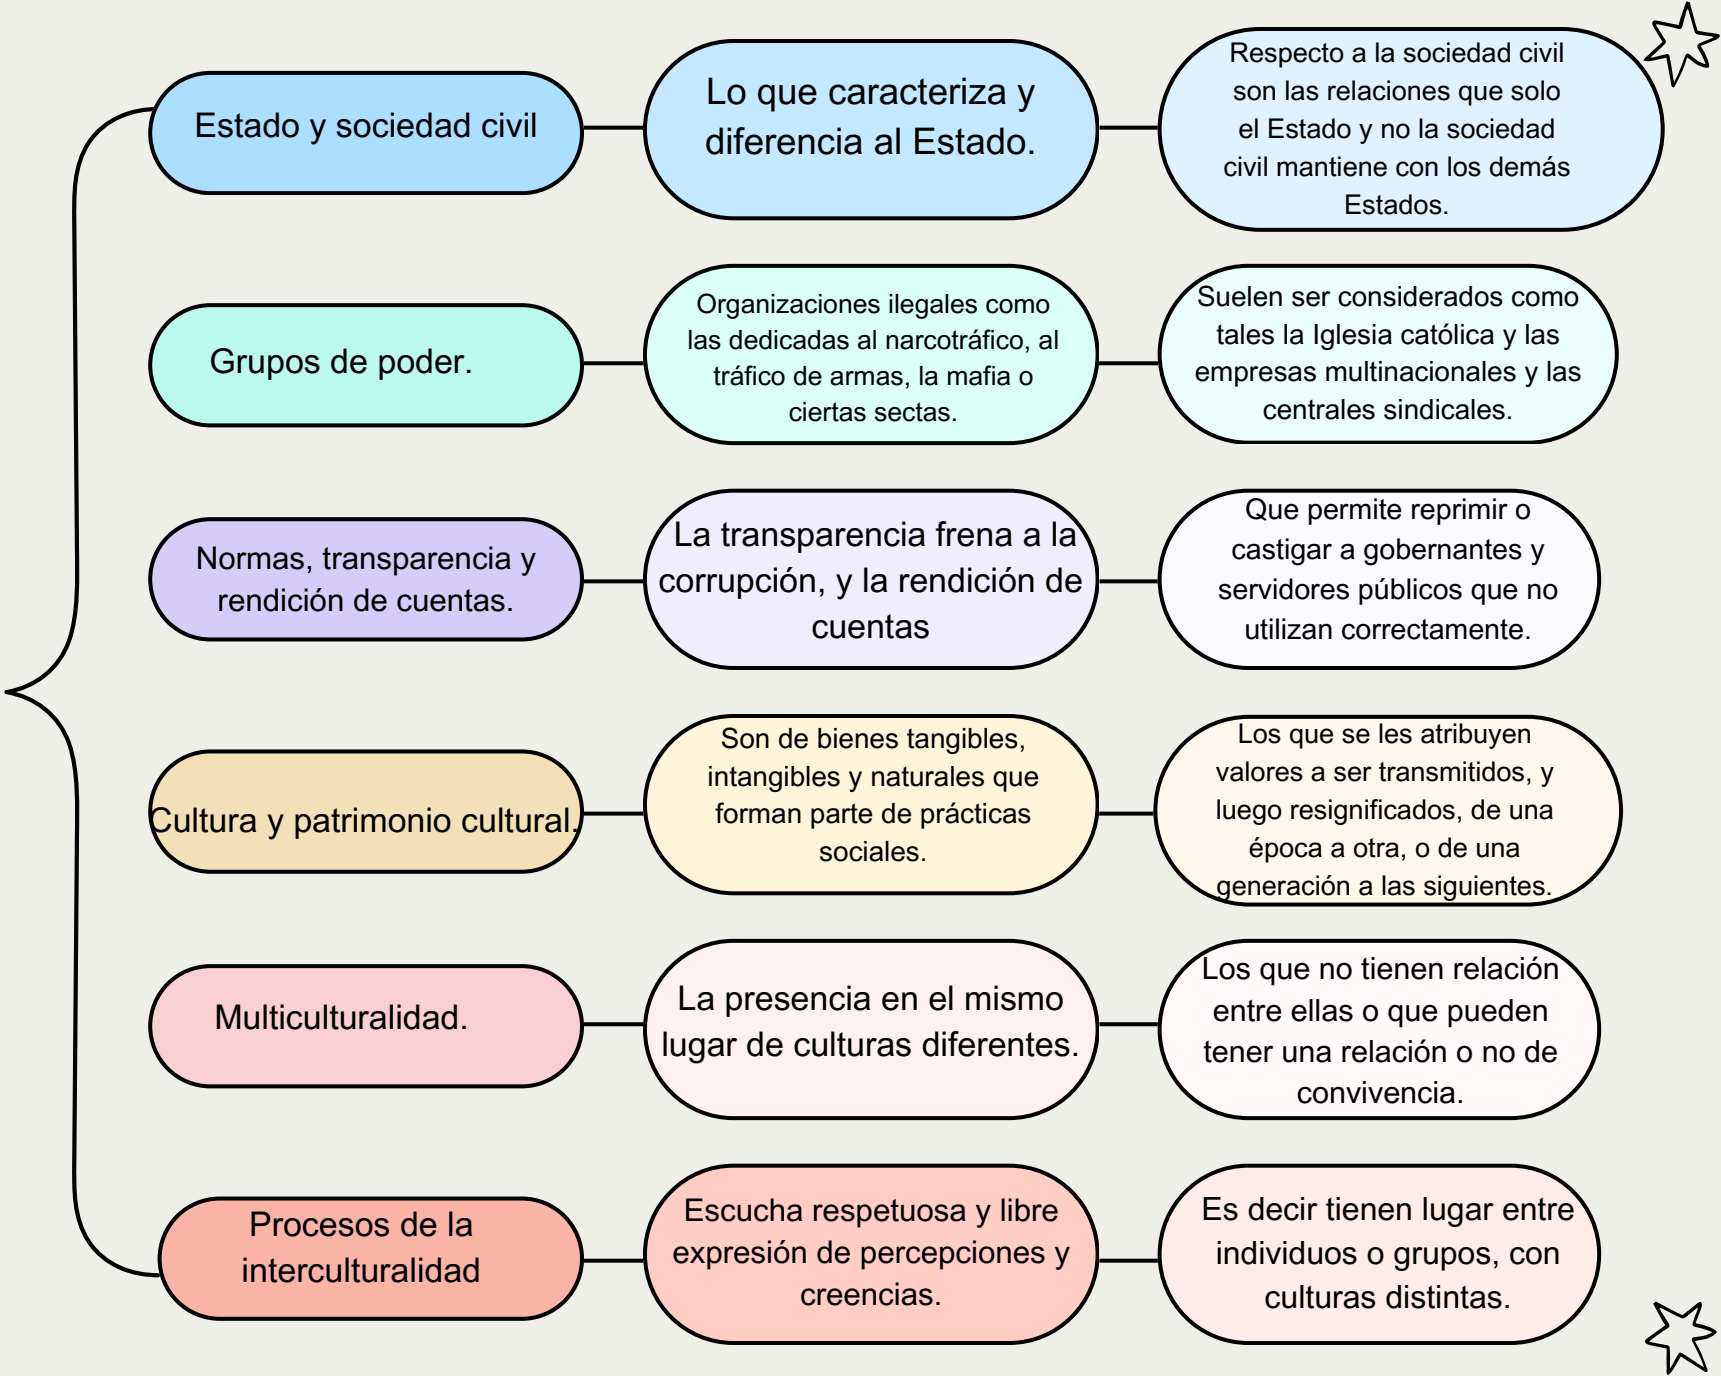 Estado y sociedad civil
Lo que caracteriza y
diferencia al Estado.
Respecto a la sociedad civil
son las relaciones que solo
el Estado y no la sociedad
civil mantiene con los demás
Estados.
Grupos de poder.
Organizaciones ilegales como
las dedicadas al narcotráfico, al
tráfico de armas, la mafia o
ciertas sectas.
Suelen ser considerados como
tales la Iglesia católica y las
empresas multinacionales y las
centrales sindicales.
Normas, transparencia y
rendición de cuentas.
La transparencia frena a la
corrupción, y la rendición de
cuentas
Que permite reprimir o
castigar a gobernantes y
servidores públicos que no
utilizan correctamente.
Cultura y patrimonio cultural.
Son de bienes tangibles,
intangibles y naturales que
forman parte de prácticas
sociales.
Los que se les atribuyen
valores a ser transmitidos, y
luego resignificados, de una
época a otra, o de una
generación a las siguientes.
Multiculturalidad.
La presencia en el mismo
lugar de culturas diferentes.
Los que no tienen relación
entre ellas o que pueden
tener una relación o no de
convivencia.
Procesos de la
interculturalidad
Escucha respetuosa y libre
expresión de percepciones y
creencias.
Es decir tienen lugar entre
individuos o grupos, con
culturas distintas.